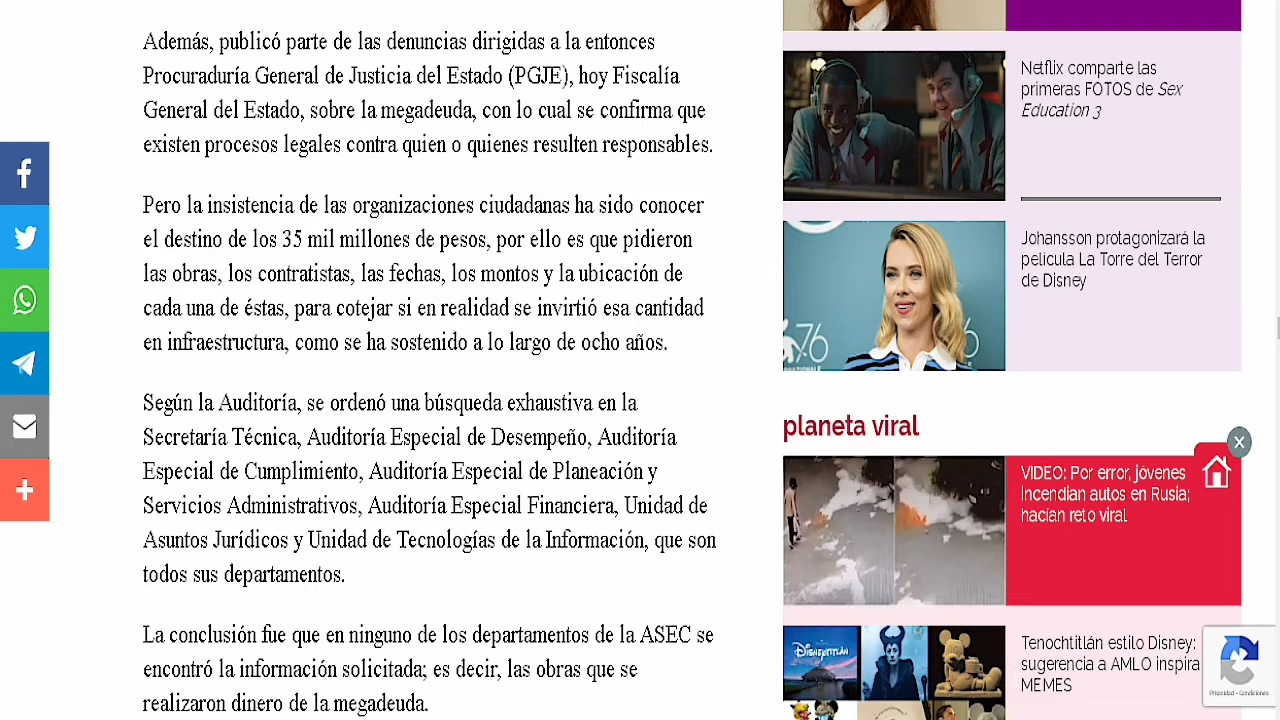 Además, publicó parte de las denuncias dirigidas a la entonces
Procuraduría General de Justicia del Estado (PGJE), hoy Fiscalía
General del Estado, sobre la megadeuda, con lo cual se confirma que
existen procesos legales contra quien o quienes resulten responsables.
Pero la insistencia de las organizaciones ciudadanas ha sido conocer
el destino de los 35 mil millones de pesos, por ello es que pidieron
las obras, los contratistas, las fechas, los montos y la ubicación de
cada una de éstas, para cotejar si en realidad se invirtió esa cantidad
en infraestructura, como se ha sostenido a lo largo de ocho años.
Según la Auditoría, se ordenó una búsqueda exhaustiva en la
Secretaría Técnica, Auditoría Especial de Desempeño, Auditoría
Especial de Cumplimiento, Auditoría Especial de Planeación y
Servicios Administrativos, Auditoría Especial Financiera, Unidad de
Asuntos Jurídicos y Unidad de Tecnologías de la Información, que son
todos sus departamentos.
La conclusión fue que en ninguno de los departamentos de la ASEC se
encontró la información solicitada; es decir, las obras que se
realizaron dinero de la megadeuda.
Netflix comparte las
primeras FOTOS de Sex
Education 3
76
Johansson protagonizará la
película La Torre del Terror
de Disney
planeta viral
VIDEO: Por error, jóvenes
incendian autos en Rusia;
hacían reto viral
DISNEYTITLÁN
Tenochtitlán estilo Disney:
sugerencia a AMLO inspira
MEMES
Privacidad - Condiciones